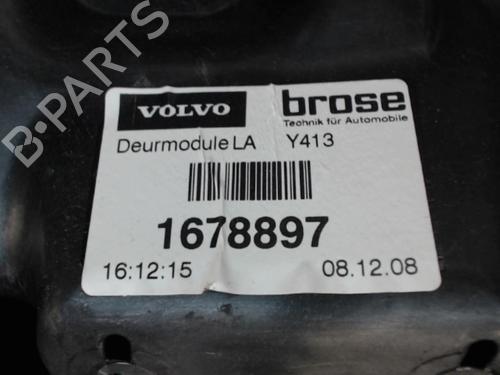 VOLVO
brose
Technik für Automobile
Deurmodule LA Y413
1678897
16:12:15 08.12.08
B-PARTS